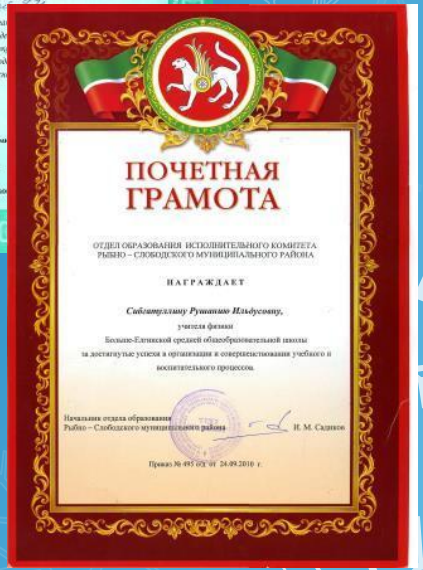 ПОЧЕТНАЯ
ГРАМОТА
ОТДЕЛ ОБРАЗОВАНИЯ ИСПОЛНИТЕЛЬНОГО КОМИТЕТА
РЫБНО – СЛОБОДСКОГО МУНИЦИПАЛЬНОГО РАЙОНА
НАГРАЖДАЕТ
Сибгатуллину Рушанию Ильдусовну,
учителя физики
Больше-Елгинской средней общеобразовательной школы
за достигнутые успехи в организации и совершенствовании учебного и
воспитательного процессов.
Начальник отдела образования
Рыбно – Слободского муниципального района И. М. Садиков
Приказ № 495 о/д от 24.09.2010 г.